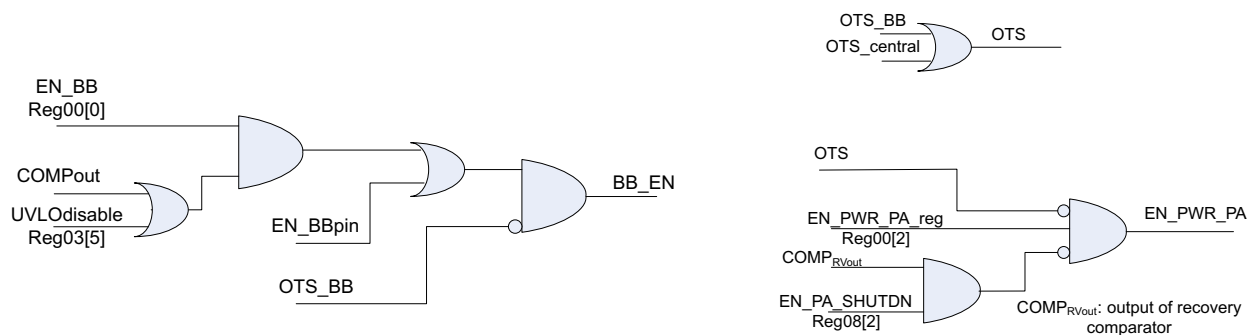 EN_BB
Reg00[0]
COMPout
UVLOdisable
Reg03[5]
EN_BBpin
OTS_BB
BB_EN
OTS_BB
OTS_central
OTS
OTS
EN_PWR_PA_reg
Reg00[2]
COMPRVout
EN_PA_SHUTDN
Reg08[2]
EN_PWR_PA
COMPRVout: output of recovery
comparator